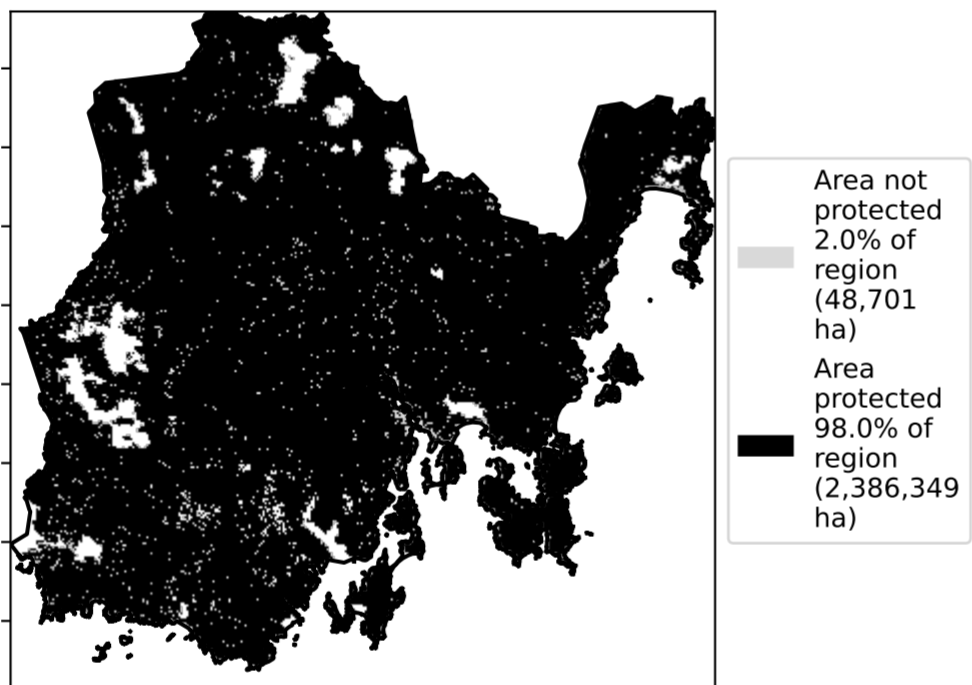 Area not
protected
2.0% of
region
(48,701
ha)
Area
protected
98.0% of
region
(2,386,349
ha)